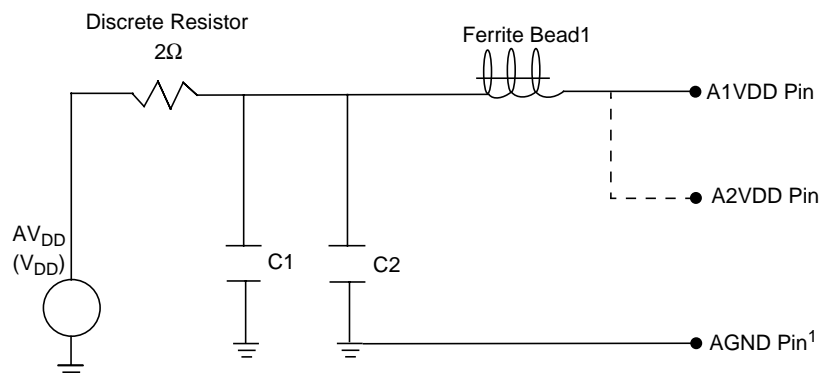 Discrete Resistor
2Ω
Ferrite Bead1
A1VDD Pin
A2VDD Pin
AVDD
(VDD)
C1
C2
AGND Pin1